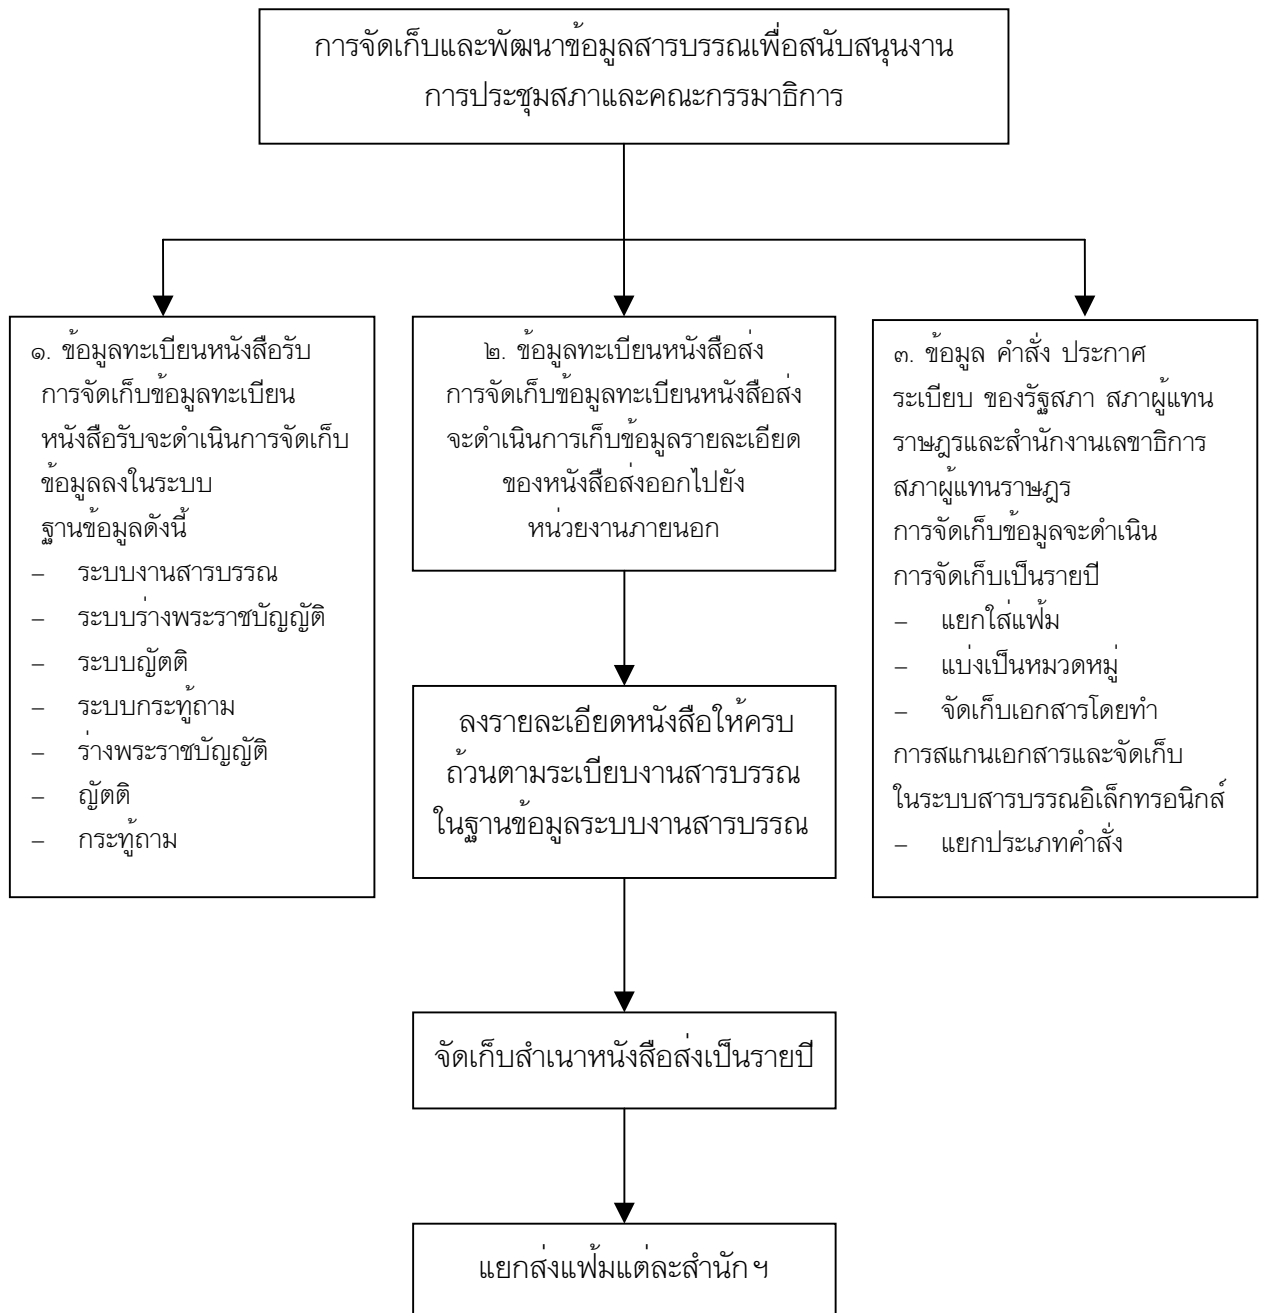 การจัดเก็บและพัฒนาข้อมูลสารบรรณเพื่อสนับสนุนงาน
การประชุมสภาและคณะกรรมาธิการ
๑. ข้อมูลทะเบียนหนังสือรับ
การจัดเก็บข้อมูลทะเบียน
หนังสือรับจะดำเนินการจัดเก็บ
ข้อมูลลงในระบบ
ฐานข้อมูลดังนี้
– ระบบงานสารบรรณ
– ระบบร่างพระราชบัญญัติ
– ระบบญัตติ
– ระบบกระทู้ถาม
– ร่างพระราชบัญญัติ
– ญัตติ
– กระทู้ถาม
๒. ข้อมูลทะเบียนหนังสือส่ง
การจัดเก็บข้อมูลทะเบียนหนังสือส่ง
จะดำเนินการเก็บข้อมูลรายละเอียด
ของหนังสือส่งออกไปยัง
หน่วยงานภายนอก
ลงรายละเอียดหนังสือให้ครบ
ถ้วนตามระเบียบงานสารบรรณ
ในฐานข้อมูลระบบงานสารบรรณ
จัดเก็บสำเนาหนังสือส่งเป็นรายปี
แยกส่งแฟ้มแต่ละสำนักฯ
๓. ข้อมูล คำสั่ง ประกาศ
ระเบียบ ของรัฐสภา สภาผู้แทน
ราษฎรและสำนักงานเลขาธิการ
สภาผู้แทนราษฎร
การจัดเก็บข้อมูลจะดำเนิน
การจัดเก็บเป็นรายปี
– แยกใส่แฟ้ม
– แบ่งเป็นหมวดหมู่
– จัดเก็บเอกสารโดยทำ
การสแกนเอกสารและจัดเก็บ
ในระบบสารบรรณอิเล็กทรอนิกส์
– แยกประเภทคำสั่ง